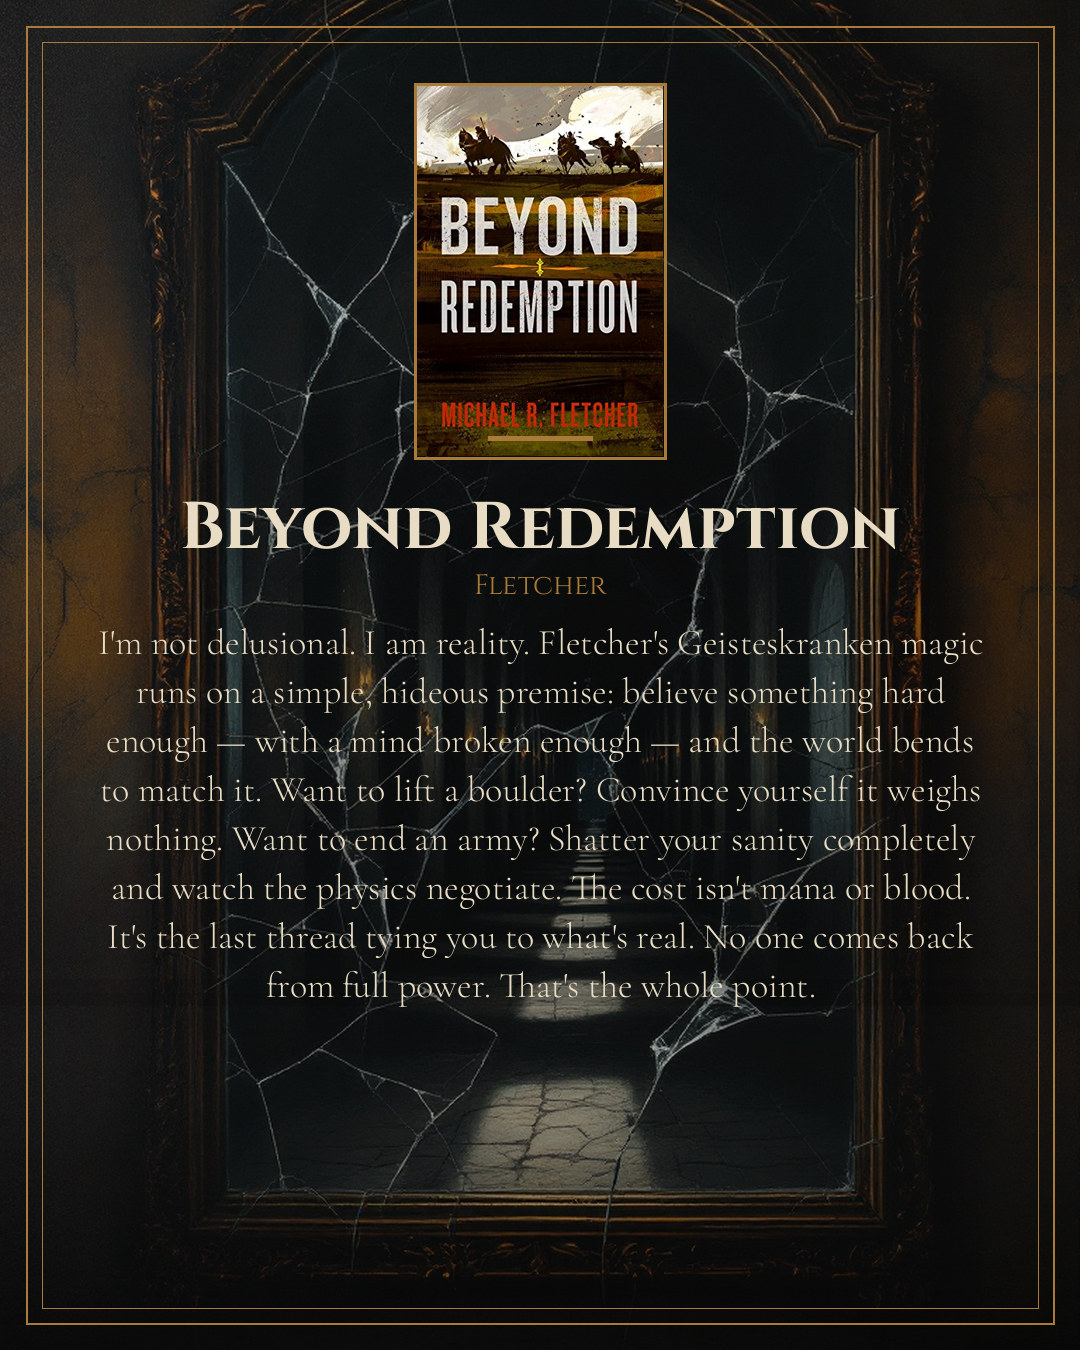 BEYOND
REDEMPTION
MICHAEL R. FLETCHER
Beyond Redemption
Fletcher
I'm not delusional. I am reality. Fletcher's Geisteskranken magic
runs on a simple, hideous premise: believe something hard
enough — with a mind broken enough — and the world bends
to match it. Want to lift a boulder? Convince yourself it weighs
nothing. Want to end an army? Shatter your sanity completely
and watch the physics negotiate. The cost isn't mana or blood.
It's the last thread tying you to what's real. No one comes back
from full power. That's the whole point.